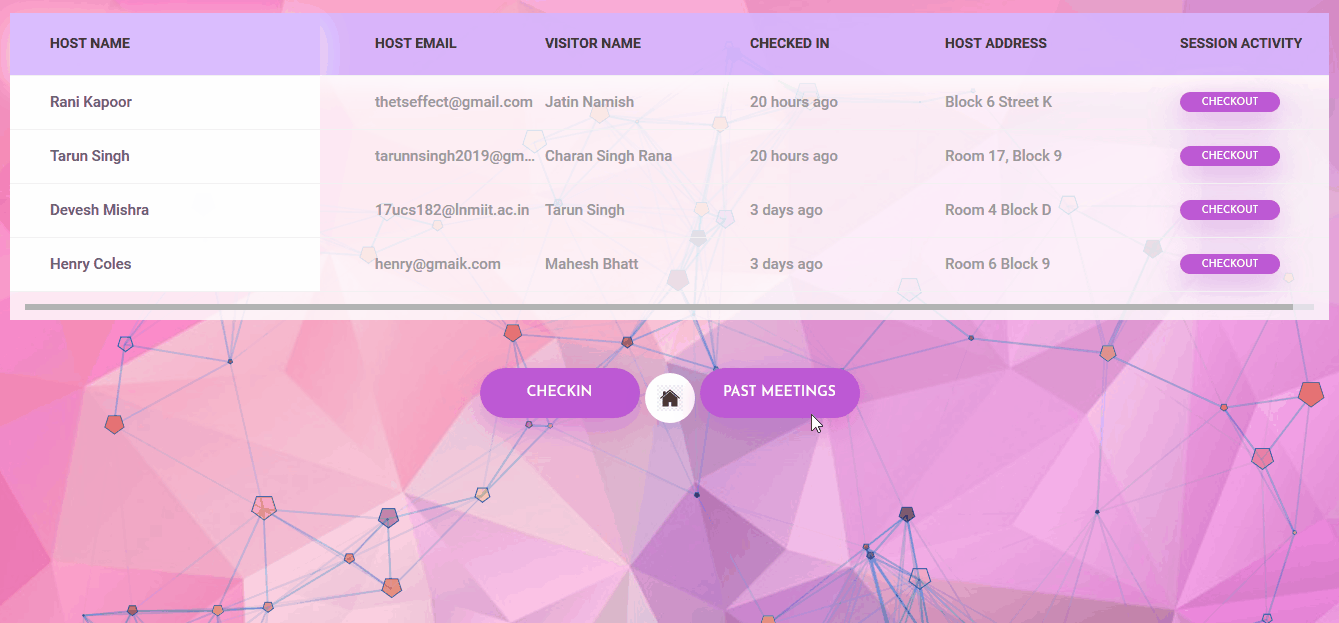 HOST NAME HOST EMAIL VISITOR NAME CHECKED IN HOST ADDRESS SESSION ACTIVITY
Rani Kapoor thetseffect@gmail.com Jatin Namish 20 hours ago Block 6 Street K CHECKOUT
Tarun Singh tarunnsingh2019@gm... Charan Singh Rana 20 hours ago Room 17, Block 9 CHECKOUT
Devesh Mishra 17ucs182@lnmiit.ac.in Tarun Singh 3 days ago Room 4 Block D CHECKOUT
Henry Coles henry@gmaik.com Mahesh Bhatt 3 days ago Room 6 Block 9 CHECKOUT
CHECKIN PAST MEETINGS